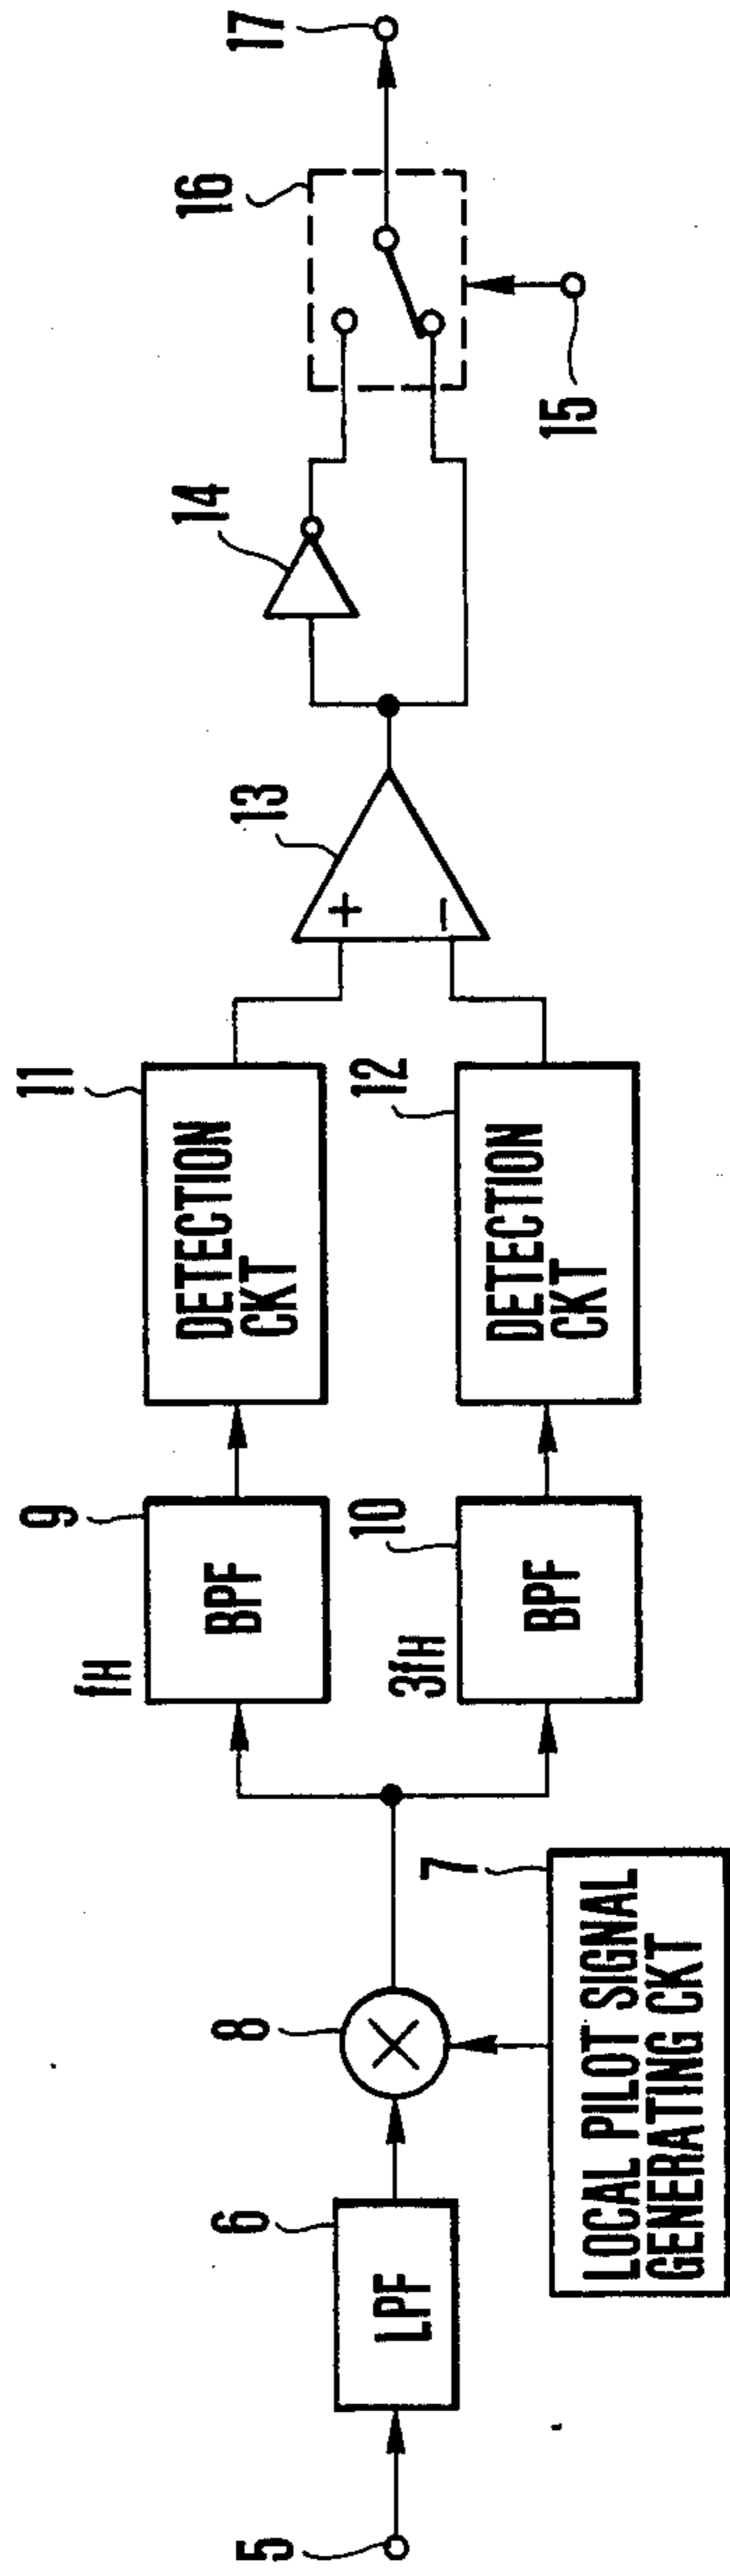 5
6
LPF
8
7
LOCAL PILOT SIGNAL
GENERATING CKT
fH
9
BPF
3fH
10
BPF
11
DETECTION
CKT
12
DETECTION
CKT
13
+
−
14
15
16
17